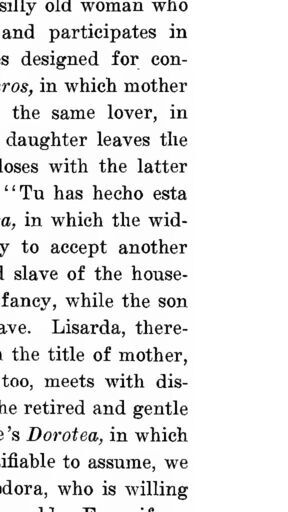 silly old woman who
and participates in
s designed for con-
ros, in which mother
the same lover, in
daughter leaves the
loses with the latter
"Tu has hecho esta
a, in which the wid-
y to accept another
slave of the house-
fancy, while the son
ave. Lisarda, there-
the title of mother,
too, meets with dis-
he retired and gentle
e's Dorotea, in which
ifiable to assume, we
odora, who is willing